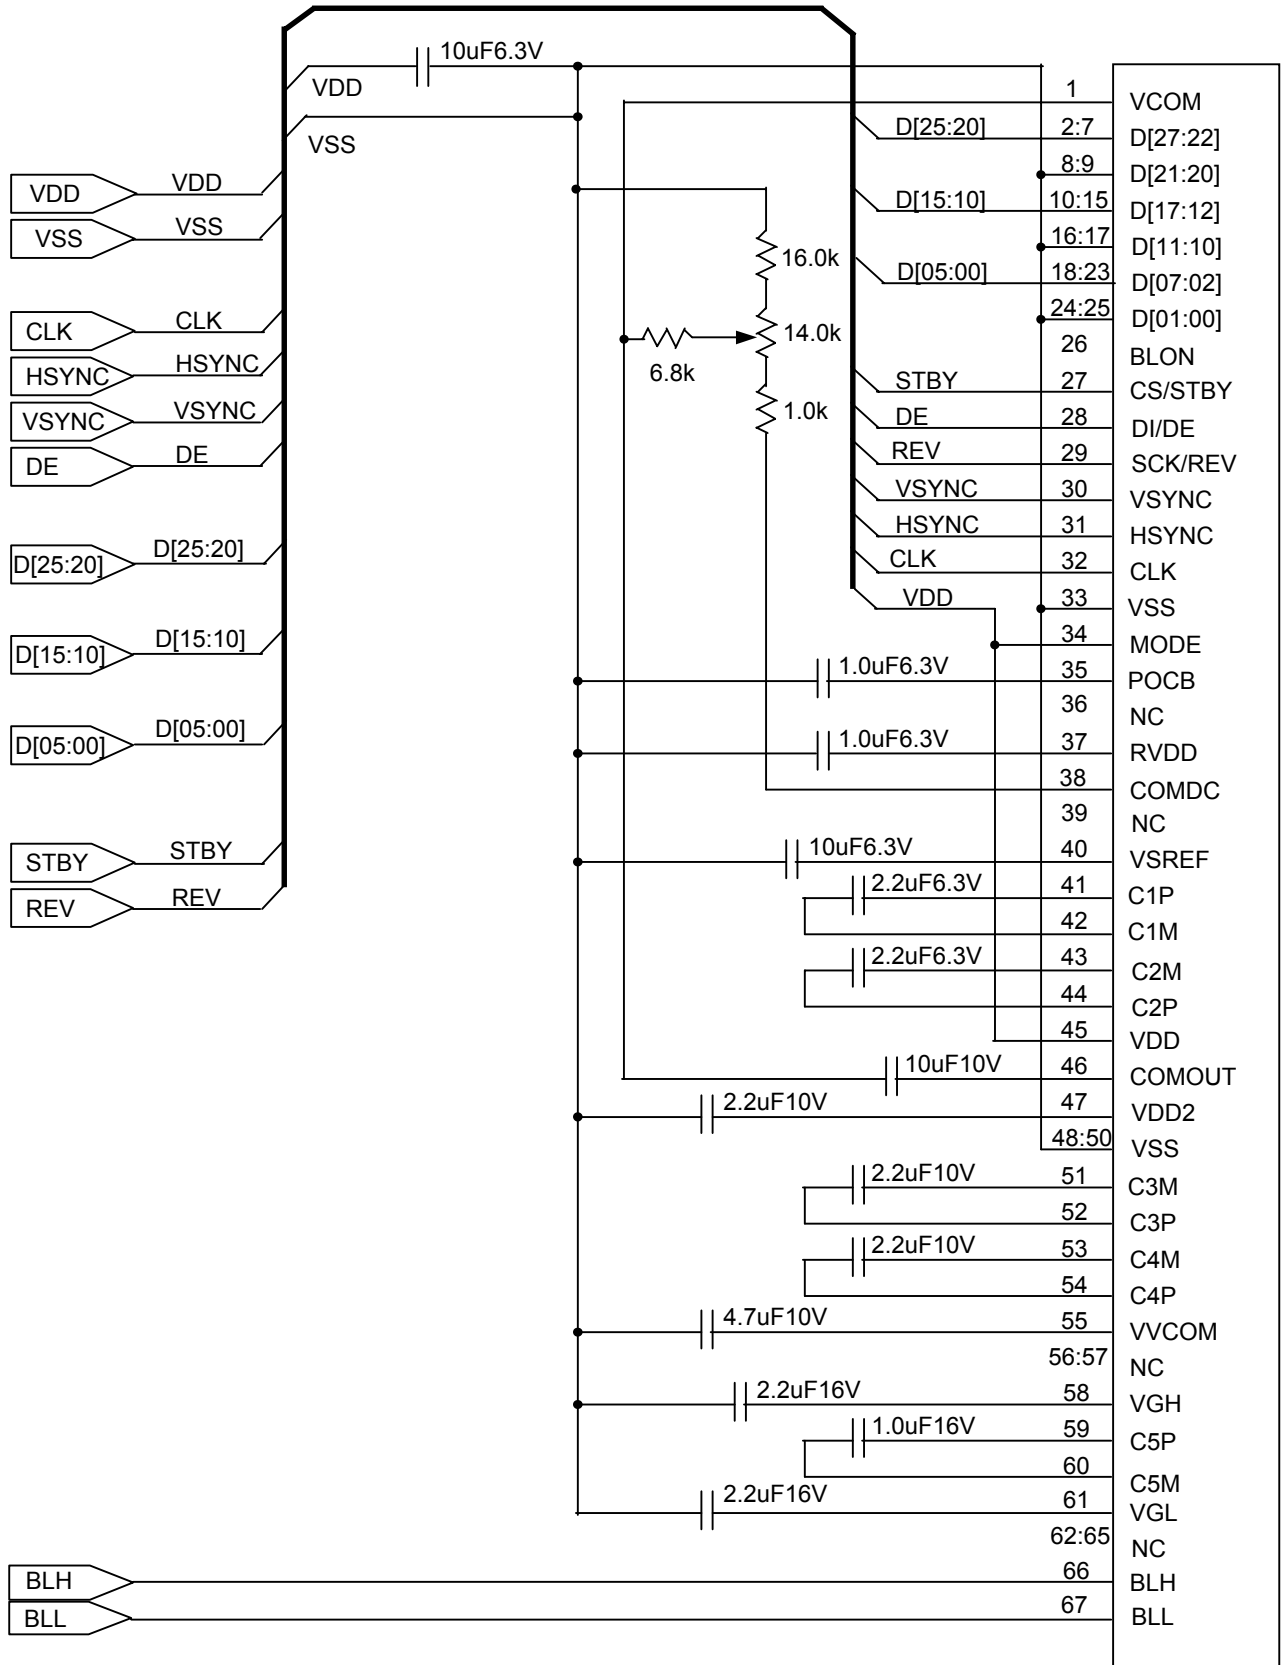 10uF6.3V
VDD
VSS
VDD VDD
VSS VSS
CLK CLK
HSYNC HSYNC
VSYNC VSYNC
DE DE
D[25:20] D[25:20]
D[15:10] D[15:10]
D[05:00] D[05:00]
STBY STBY
REV REV
16.0k
14.0k
6.8k
1.0k
1 VCOM
D[25:20] 2:7 D[27:22]
8:9 D[21:20]
D[15:10] 10:15 D[17:12]
16:17 D[11:10]
D[05:00] 18:23 D[07:02]
24:25 D[01:00]
26 BLON
STBY 27 CS/STBY
DE 28 DI/DE
REV 29 SCK/REV
VSYNC 30 VSYNC
HSYNC 31 HSYNC
CLK 32 CLK
VDD 33 VSS
34 MODE
1.0uF6.3V 35 POCB
36 NC
1.0uF6.3V 37 RVDD
38 COMDC
39 NC
10uF6.3V 40 VSREF
2.2uF6.3V 41 C1P
42 C1M
2.2uF6.3V 43 C2M
44 C2P
45 VDD
10uF10V 46 COMOUT
2.2uF10V 47 VDD2
48:50 VSS
2.2uF10V 51 C3M
52 C3P
2.2uF10V 53 C4M
54 C4P
4.7uF10V 55 VVCOM
56:57 NC
2.2uF16V 58 VGH
1.0uF16V 59 C5P
60 C5M
2.2uF16V 61 VGL
62:65 NC
BLH 66 BLH
BLL 67 BLL